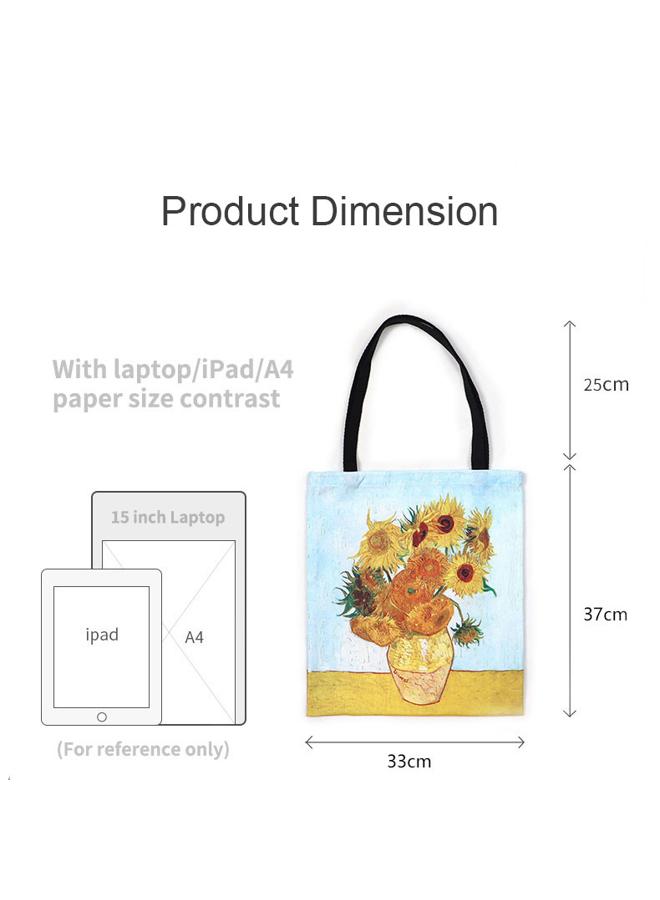 Product Dimension
With laptop/iPad/A4
paper size contrast
25cm
15 inch Laptop
ipad
A4
37cm
(For reference only)
33cm